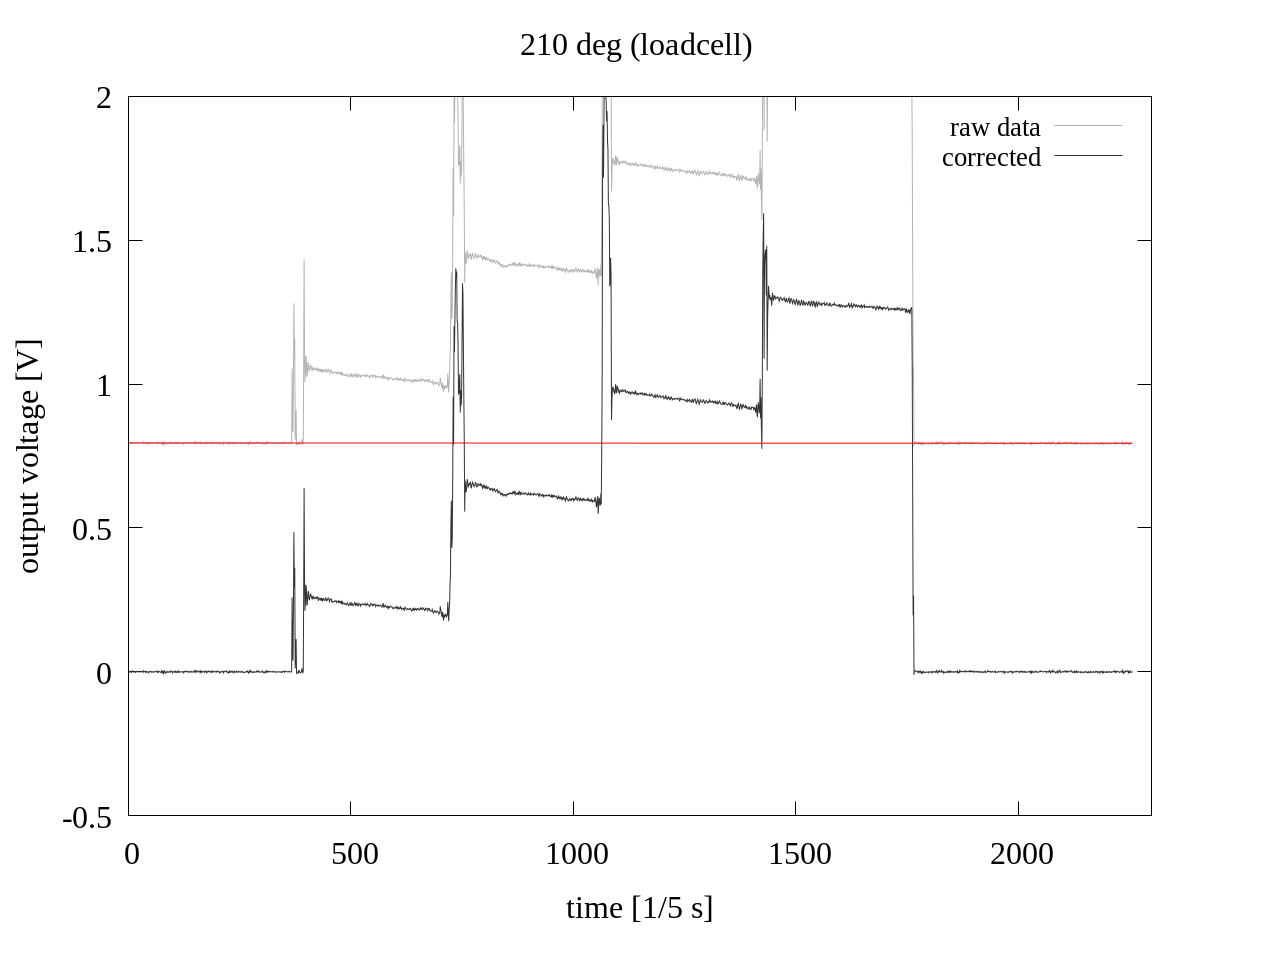 210 deg (loadcell)
raw data
corrected
2
1.5
1
0.5
0
-0.5
output voltage [V]
0 500 1000 1500 2000
time [1/5 s]